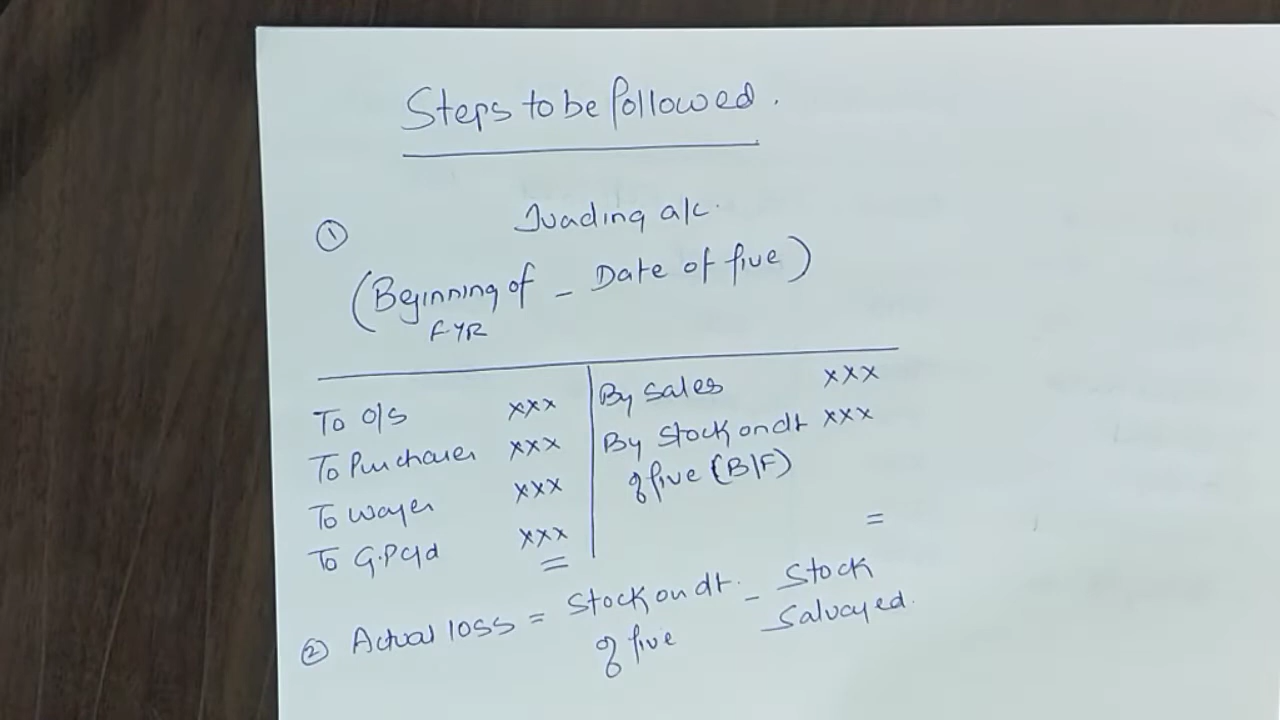 Steps to be followed.
① Trading a/c.
(Beginning of – Date of fire)
FYR
To O/S xxx By Sales xxx
To Purchases xxx By Stock on dt xxx
To wages xxx of fire (B/F)
To G.P c/d xxx
= =
② Actual loss = Stock on dt. – Stock
of fire Salvaged.